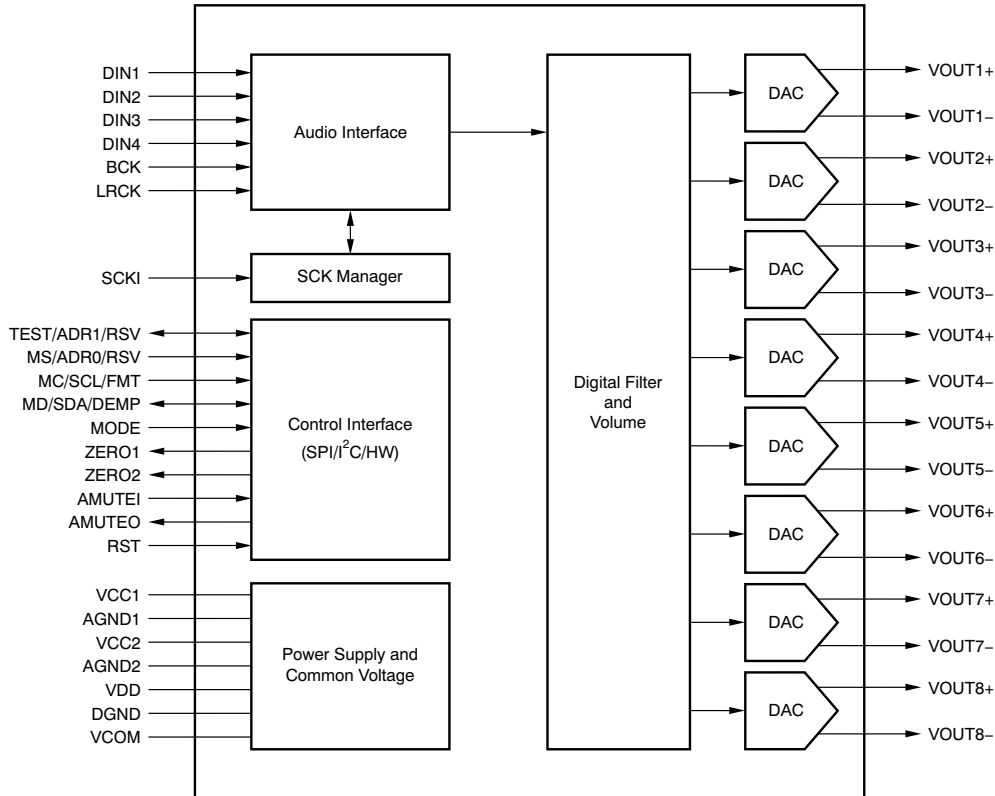 DIN1
DIN2
DIN3
DIN4
BCK
LRCK
Audio Interface
SCKI
SCK Manager
TEST/ADR1/RSV
MS/ADR0/RSV
MC/SCL/FMT
MD/SDA/DEMP
MODE
ZERO1
ZERO2
AMUTEI
AMUTEO
RST
Control Interface
(SPI/I²C/HW)
VCC1
AGND1
VCC2
AGND2
VDD
DGND
VCOM
Power Supply and
Common Voltage
Digital Filter
and
Volume
DAC
DAC
DAC
DAC
DAC
DAC
DAC
DAC
VOUT1+
VOUT1−
VOUT2+
VOUT2−
VOUT3+
VOUT3−
VOUT4+
VOUT4−
VOUT5+
VOUT5−
VOUT6+
VOUT6−
VOUT7+
VOUT7−
VOUT8+
VOUT8−